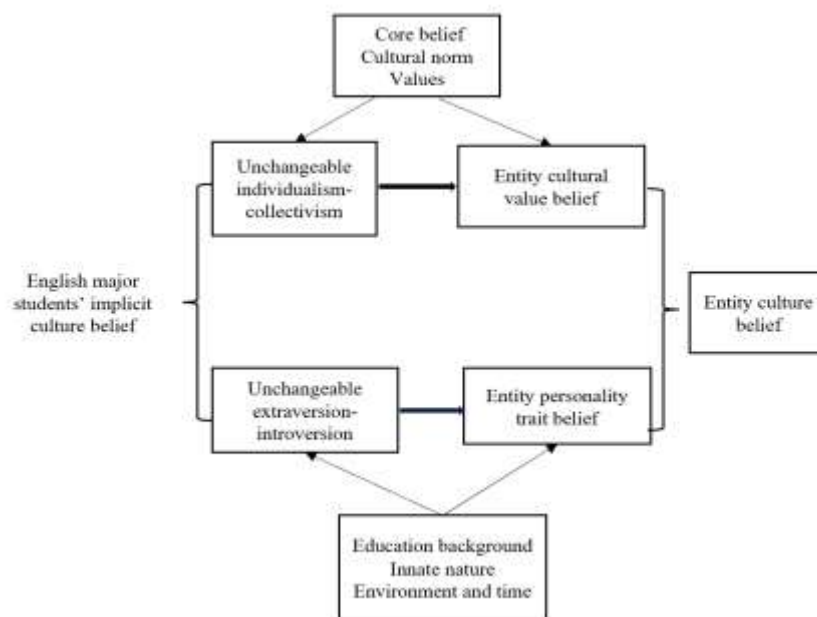 Core belief
Cultural norm
Values
Unchangeable
individualism-
collectivism
Entity cultural
value belief
English major
students’ implicit
culture belief
Entity culture
belief
Unchangeable
extraversion-
introversion
Entity personality
trait belief
Education background
Innate nature
Environment and time